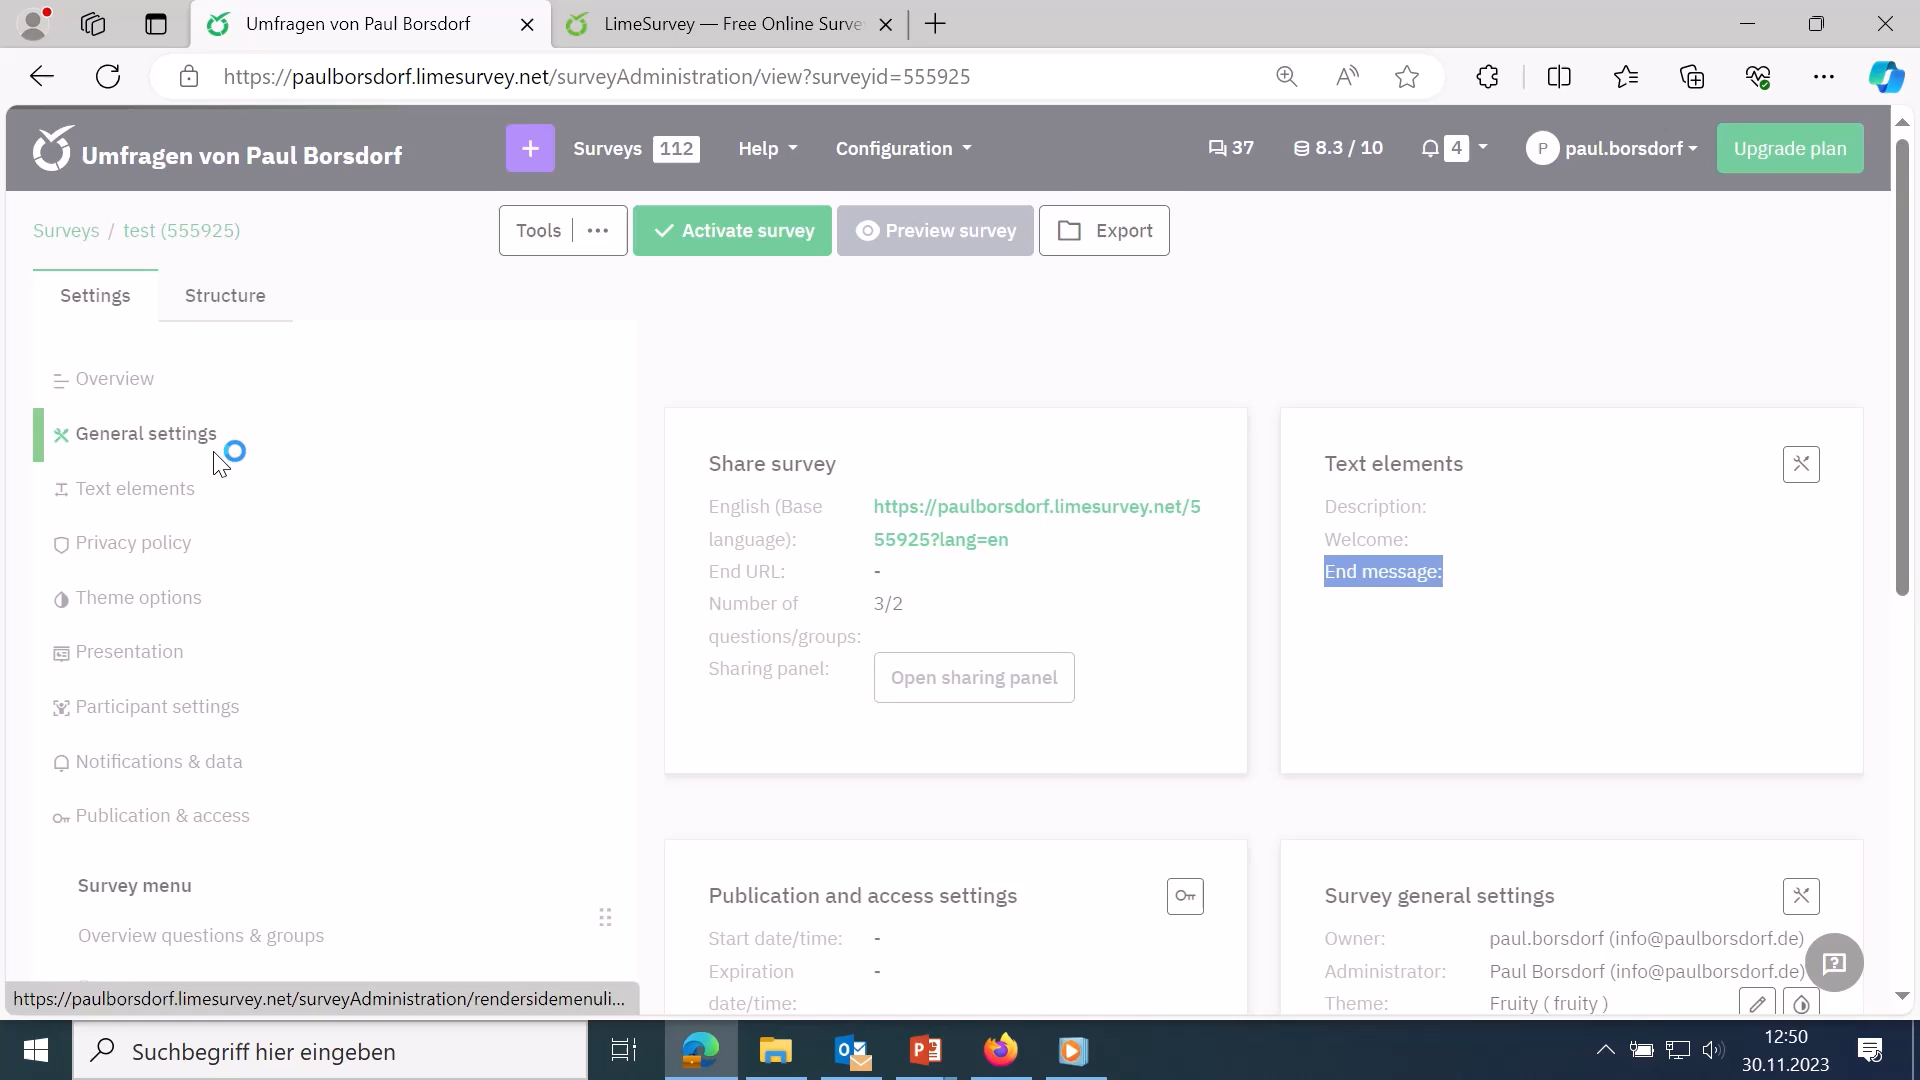 Umfragen von Paul Borsdorf
LimeSurvey — Free Online Surve
https://paulborsdorf.limesurvey.net/surveyAdministration/view?surveyid=555925
Umfragen von Paul Borsdorf
+ Surveys 112 Help Configuration 37 8.3 / 10 4 P paul.borsdorf Upgrade plan
Surveys / test (555925)
Tools ... Activate survey Preview survey Export
Settings Structure
Overview
General settings
Text elements
Privacy policy
Theme options
Presentation
Participant settings
Notifications & data
Publication & access
Survey menu
Overview questions & groups
Share survey
English (Base language): https://paulborsdorf.limesurvey.net/5
55925?lang=en
End URL: -
Number of questions/groups: 3/2
Sharing panel: Open sharing panel
Text elements
Description:
Welcome:
End message:
Publication and access settings
Start date/time: -
Expiration date/time: -
Survey general settings
Owner: paul.borsdorf (info@paulborsdorf.de)
Administrator: Paul Borsdorf (info@paulborsdorf.de)
Theme: Fruity ( fruity )
https://paulborsdorf.limesurvey.net/surveyAdministration/rendersidemenuli...
Suchbegriff hier eingeben
12:50
30.11.2023